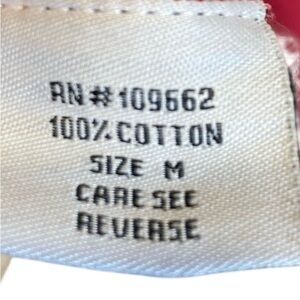 RN#109662
100% COTTON
SIZE M
CARE SEE
REVERSE